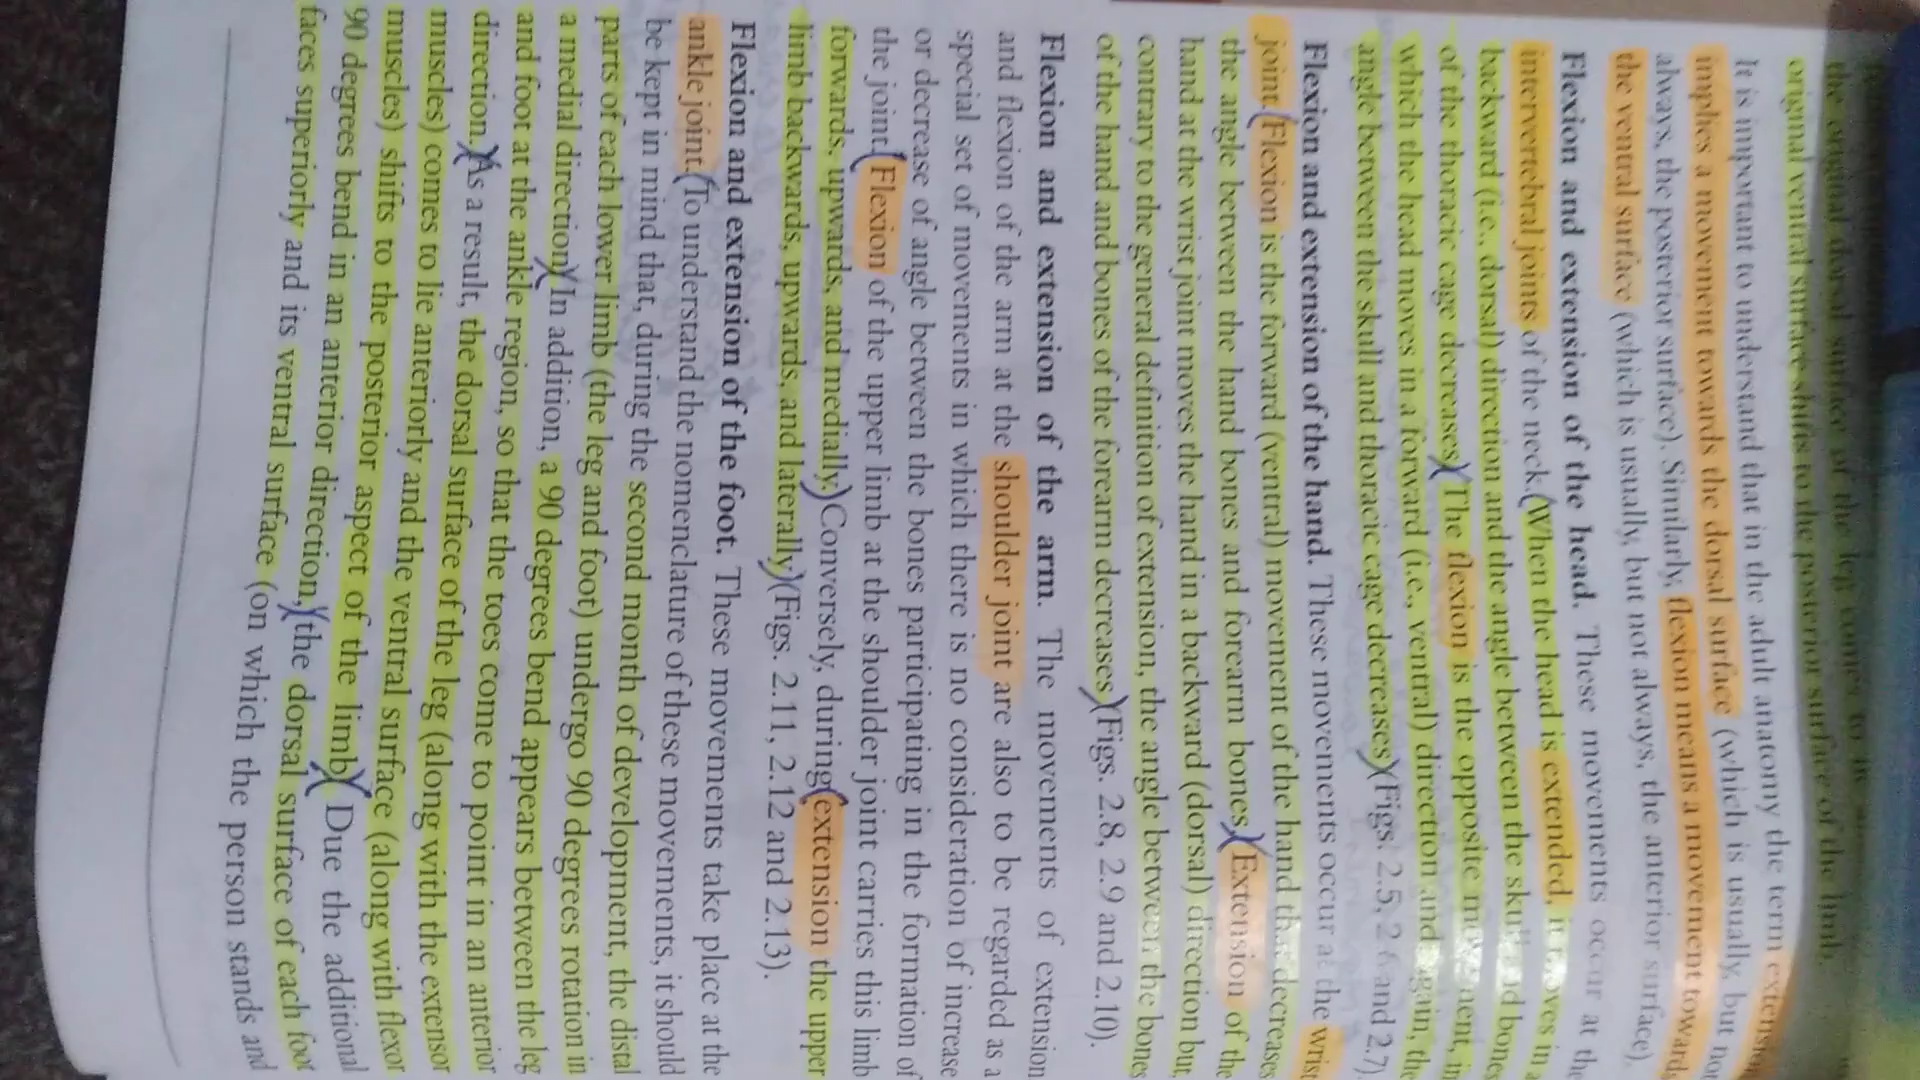 the original dorsal surface of the leg comes to lie
original ventral surface shifts to the posterior surface of the limb.
It is important to understand that in the adult anatomy the term extension
implies a movement towards the dorsal surface (which is usually, but not
always, the posterior surface). Similarly, flexion means a movement towards
the ventral surface (which is usually, but not always, the anterior surface).
Flexion and extension of the head. These movements occur at the
intervertebral joints of the neck. (When the head is extended, it moves in a
backward (i.e., dorsal) direction and the angle between the skull and bones
of the thoracic cage decreases) (The flexion is the opposite movement, in
which the head moves in a forward (i.e., ventral) direction and again, the
angle between the skull and thoracic cage decreases) (Figs. 2.5, 2.6 and 2.7).
Flexion and extension of the hand. These movements occur at the wrist
joint. (Flexion is the forward (ventral) movement of the hand that decreases
the angle between the hand bones and forearm bones.) (Extension of the
hand at the wrist joint moves the hand in a backward (dorsal) direction but,
contrary to the general definition of extension, the angle between the bones
of the hand and bones of the forearm decreases) (Figs. 2.8, 2.9 and 2.10).
Flexion and extension of the arm. The movements of extension
and flexion of the arm at the shoulder joint are also to be regarded as a
special set of movements in which there is no consideration of increase
or decrease of angle between the bones participating in the formation of
the joint. (Flexion of the upper limb at the shoulder joint carries this limb
forwards, upwards, and medially.) Conversely, during (extension the upper
limb backwards, upwards, and laterally) (Figs. 2.11, 2.12 and 2.13).
Flexion and extension of the foot. These movements take place at the
ankle joint. (To understand the nomenclature of these movements, it should
be kept in mind that, during the second month of development, the distal
parts of each lower limb (the leg and foot) undergo 90 degrees rotation in
a medial direction) (In addition, a 90 degrees bend appears between the leg
and foot at the ankle region, so that the toes come to point in an anterior
direction.) (As a result, the dorsal surface of the leg (along with the extensor
muscles) comes to lie anteriorly and the ventral surface (along with flexor
muscles) shifts to the posterior aspect of the limb) (Due the additional
90 degrees bend in an anterior direction,) (the dorsal surface of each foot
faces superiorly and its ventral surface (on which the person stands and